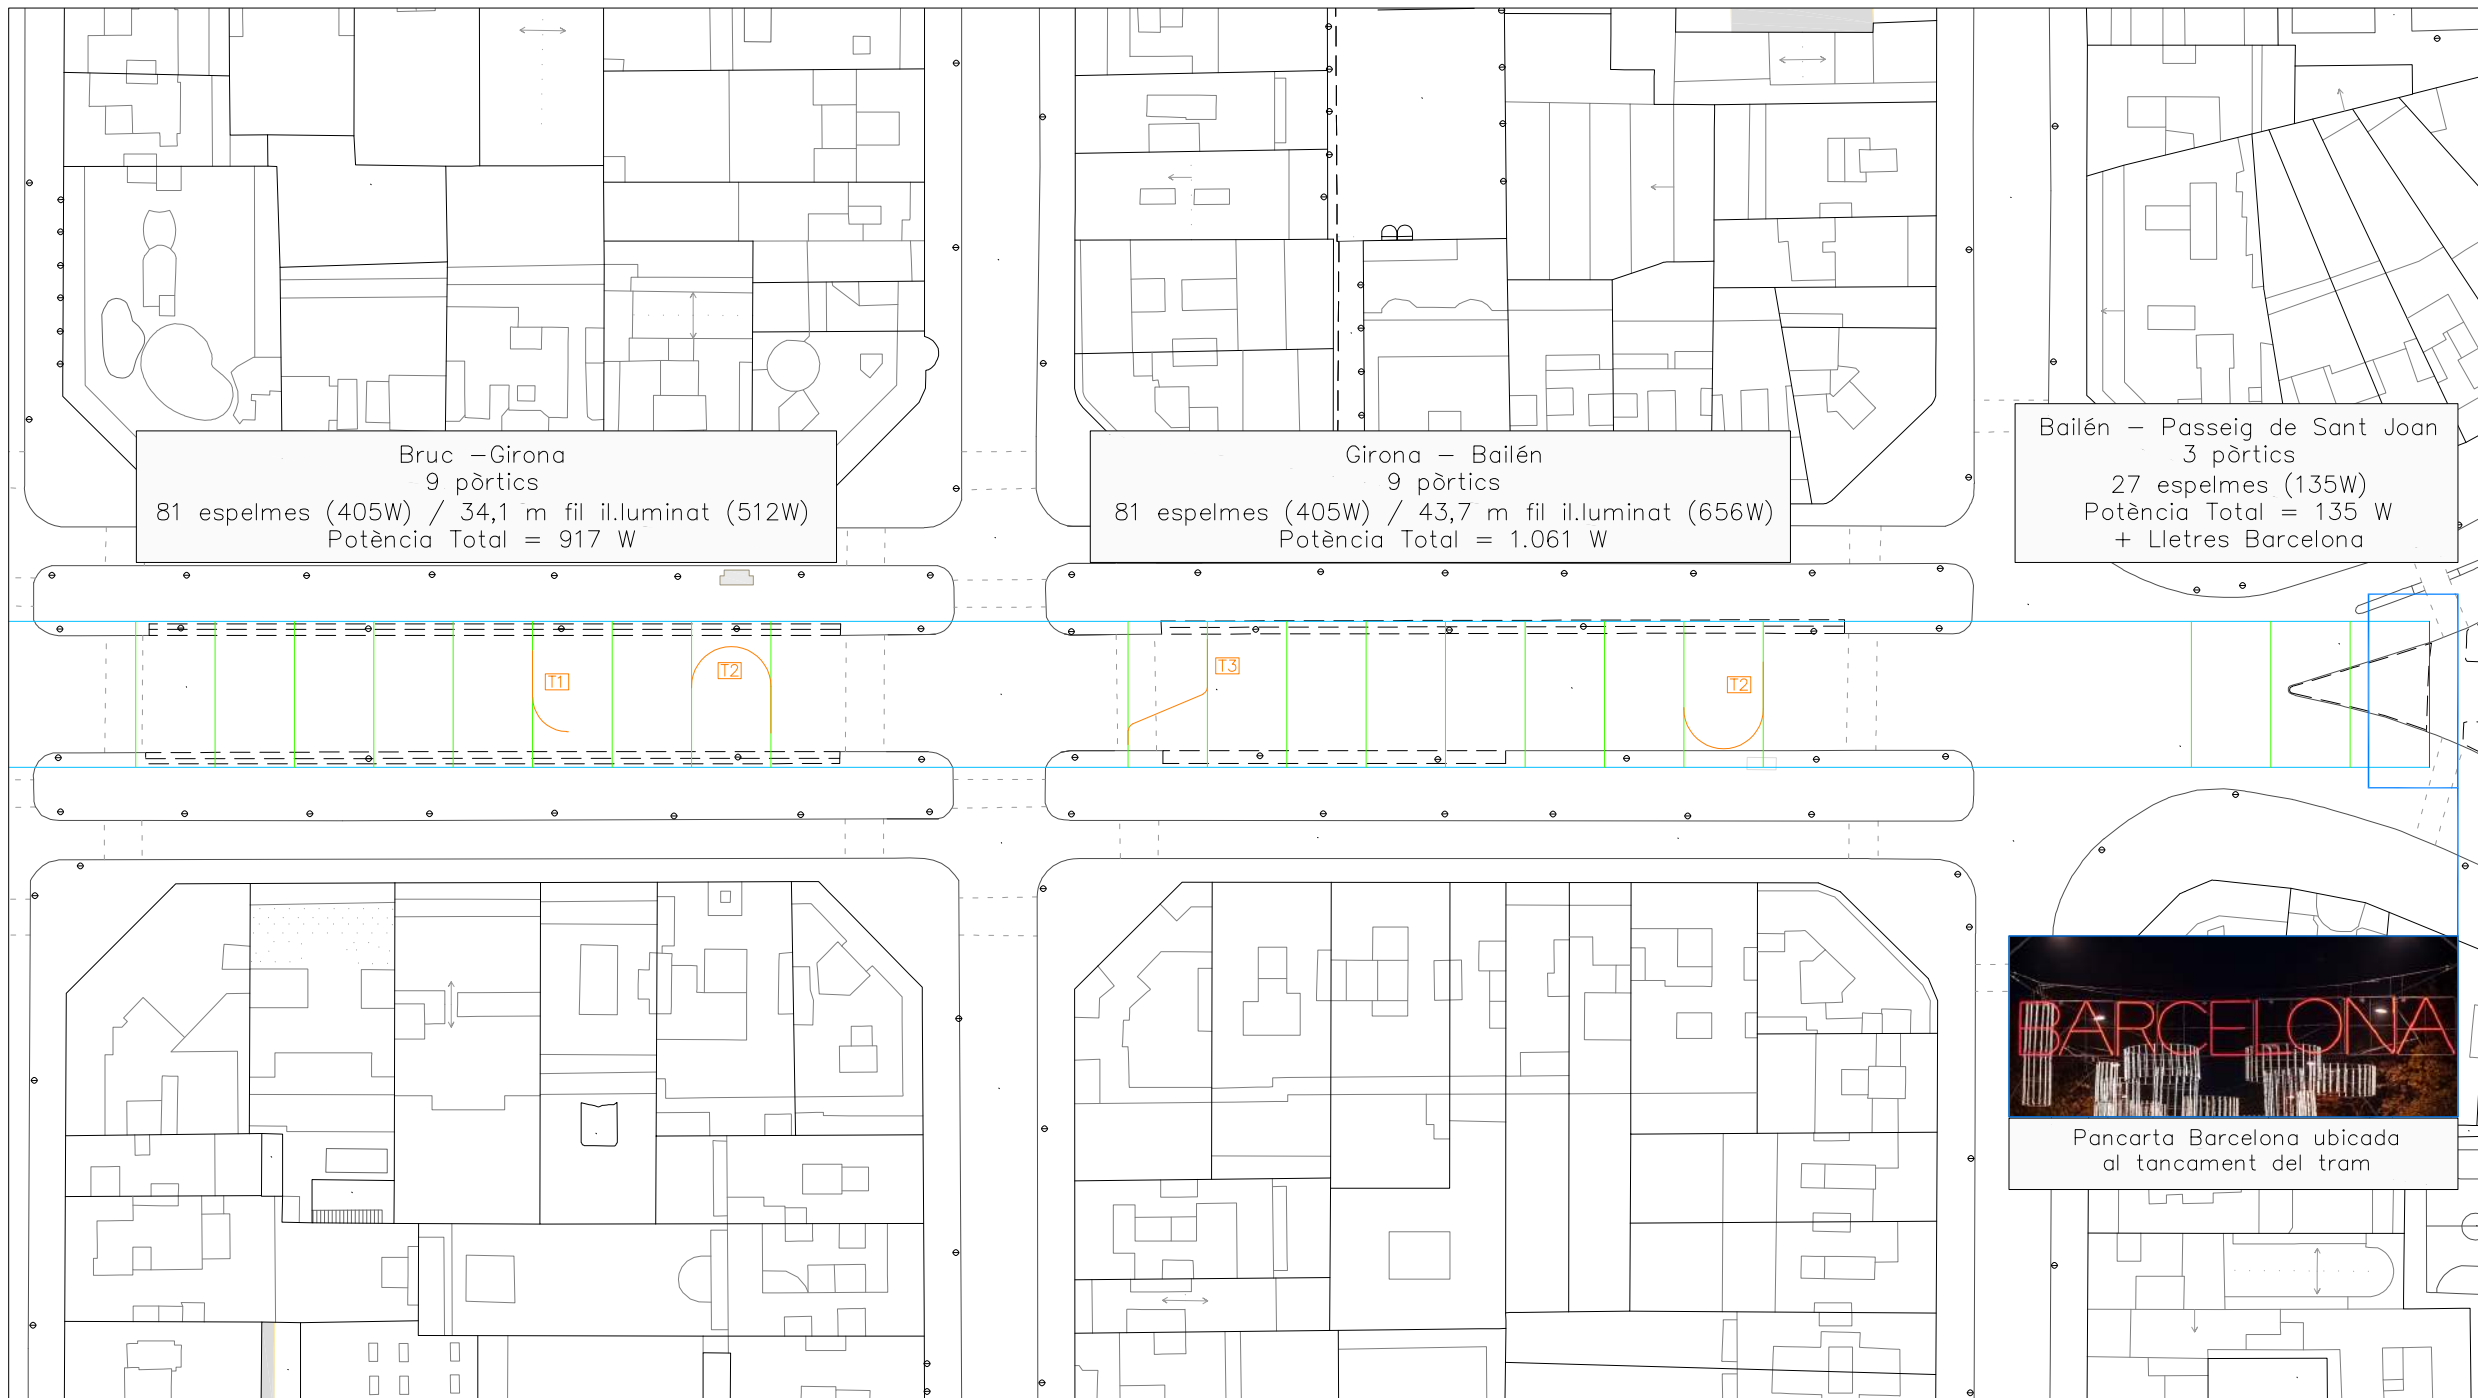 Bruc –Girona
9 pòrtics
81 espelmes (405W) / 34,1 m fil il.luminat (512W)
Potència Total = 917 W
Girona – Bailén
9 pòrtics
81 espelmes (405W) / 43,7 m fil il.luminat (656W)
Potència Total = 1.061 W
Bailén – Passeig de Sant Joan
3 pòrtics
27 espelmes (135W)
Potència Total = 135 W
+ Lletres Barcelona
T1
T2
T3
T2
BARCELONA
Pancarta Barcelona ubicada
al tancament del tram